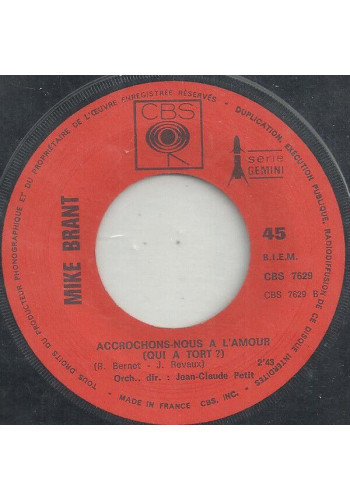 TOUS DROITS DU PRODUCTEUR PHONOGRAPHIQUE ET DU PROPRIÉTAIRE DE L'ŒUVRE ENREGISTRÉE RÉSERVÉS · DUPLICATION, EXÉCUTION PUBLIQUE, RADIODIFFUSION DE CE DISQUE INTERDITES ·
CBS
série
GEMINI
MIKE BRANT
45
B.I.E.M.
CBS 7629
CBS 7629 B
ACCROCHONS-NOUS A L'AMOUR
(QUI A TORT ?)
(R. Bernet - J. Revaux) 2'45
Orch.. dir. : Jean-Claude Petit
MADE IN FRANCE CBS, INC.